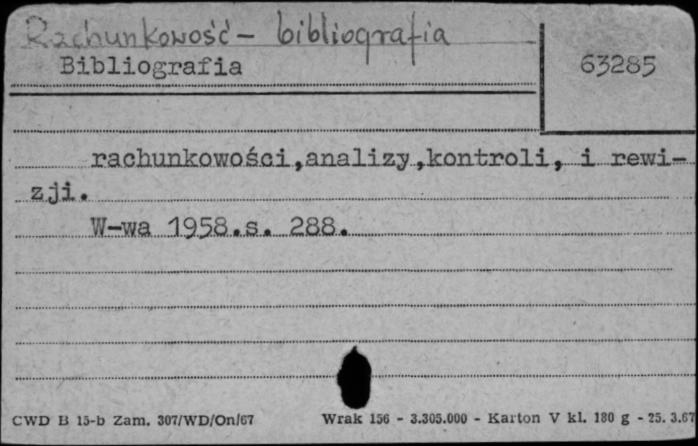 Rachunkowość - bibliografia
Bibliografia
63285
rachunkowości,analizy,kontroli, i rewi-
zji.
W-wa 1958.s. 288.
CWD B 15-b Zam. 307/WD/On/67 Wrak 156 - 3.305.000 - Karton V kl. 180 g - 25. 3.67